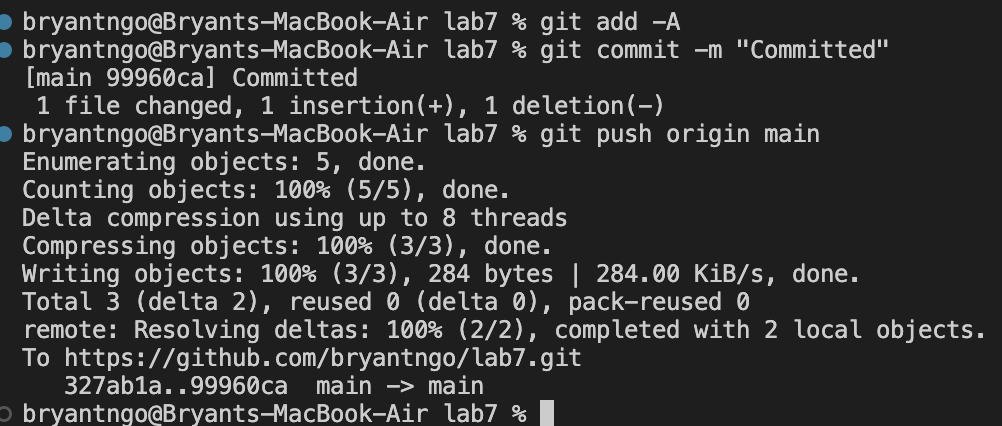 bryantngo@Bryants-MacBook-Air lab7 % git add -A
bryantngo@Bryants-MacBook-Air lab7 % git commit -m "Committed"
[main 99960ca] Committed
 1 file changed, 1 insertion(+), 1 deletion(-)
bryantngo@Bryants-MacBook-Air lab7 % git push origin main
Enumerating objects: 5, done.
Counting objects: 100% (5/5), done.
Delta compression using up to 8 threads
Compressing objects: 100% (3/3), done.
Writing objects: 100% (3/3), 284 bytes | 284.00 KiB/s, done.
Total 3 (delta 2), reused 0 (delta 0), pack-reused 0
remote: Resolving deltas: 100% (2/2), completed with 2 local objects.
To https://github.com/bryantngo/lab7.git
   327ab1a..99960ca  main -> main
bryantngo@Bryants-MacBook-Air lab7 %